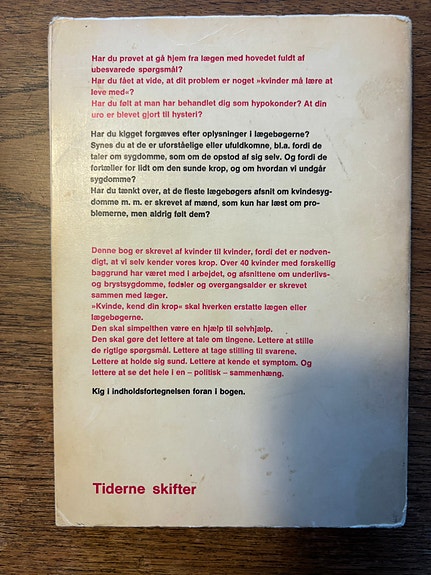 Har du prøvet at gå hjem fra lægen med hovedet fuldt af
ubesvarede spørgsmål?
Har du fået at vide, at dit problem er noget »kvinder må lære at
leve med«?
Har du følt at man har behandlet dig som hypokonder? At din
uro er blevet gjort til hysteri?
Har du kigget forgæves efter oplysninger i lægebøgerne?
Synes du at de er uforståelige eller ufuldkomne, bl.a. fordi de
taler om sygdomme, som om de opstod af sig selv. Og fordi de
fortæller for lidt om den sunde krop, og om hvordan vi undgår
sygdomme?
Har du tænkt over, at de fleste lægebøgers afsnit om kvindesyg-
domme m. m. er skrevet af mænd, som kun har læst om pro-
blemerne, men aldrig følt dem?
Denne bog er skrevet af kvinder til kvinder, fordi det er nødven-
digt, at vi selv kender vores krop. Over 40 kvinder med forskellig
baggrund har været med i arbejdet, og afsnittene om underlivs-
og brystsygdomme, fødsler og overgangsalder er skrevet
sammen med læger.
»Kvinde, kend din krop« skal hverken erstatte lægen eller
lægebøgerne.
Den skal simpelthen være en hjælp til selvhjælp.
Den skal gøre det lettere at tale om tingene. Lettere at stille
de rigtige spørgsmål. Lettere at tage stilling til svarene.
Lettere at holde sig sund. Lettere at kende et symptom. Og
lettere at se det hele i en – politisk – sammenhæng.
Kig i indholdsfortegnelsen foran i bogen.
Tiderne skifter